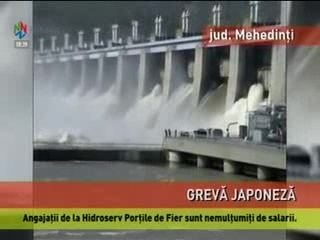 jud. Mehedinți
GREVĂ JAPONEZĂ
Angajații de la Hidroserv Porțile de Fier sunt nemulțumiți de salarii.